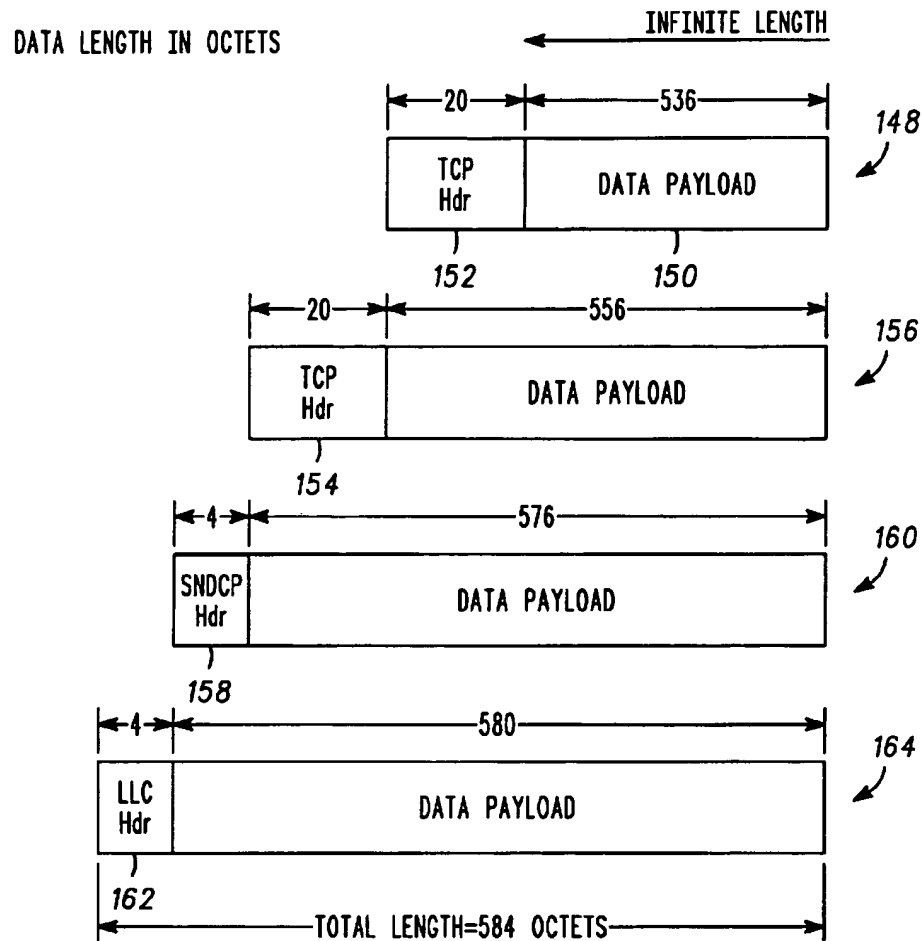 INFINITE LENGTH
DATA LENGTH IN OCTETS
20 536
148
TCP
Hdr
DATA PAYLOAD
152 150
20 556
156
TCP
Hdr
DATA PAYLOAD
154
4 576
160
SNDCP
Hdr
DATA PAYLOAD
158
4 580
164
LLC
Hdr
DATA PAYLOAD
162
TOTAL LENGTH=584 OCTETS